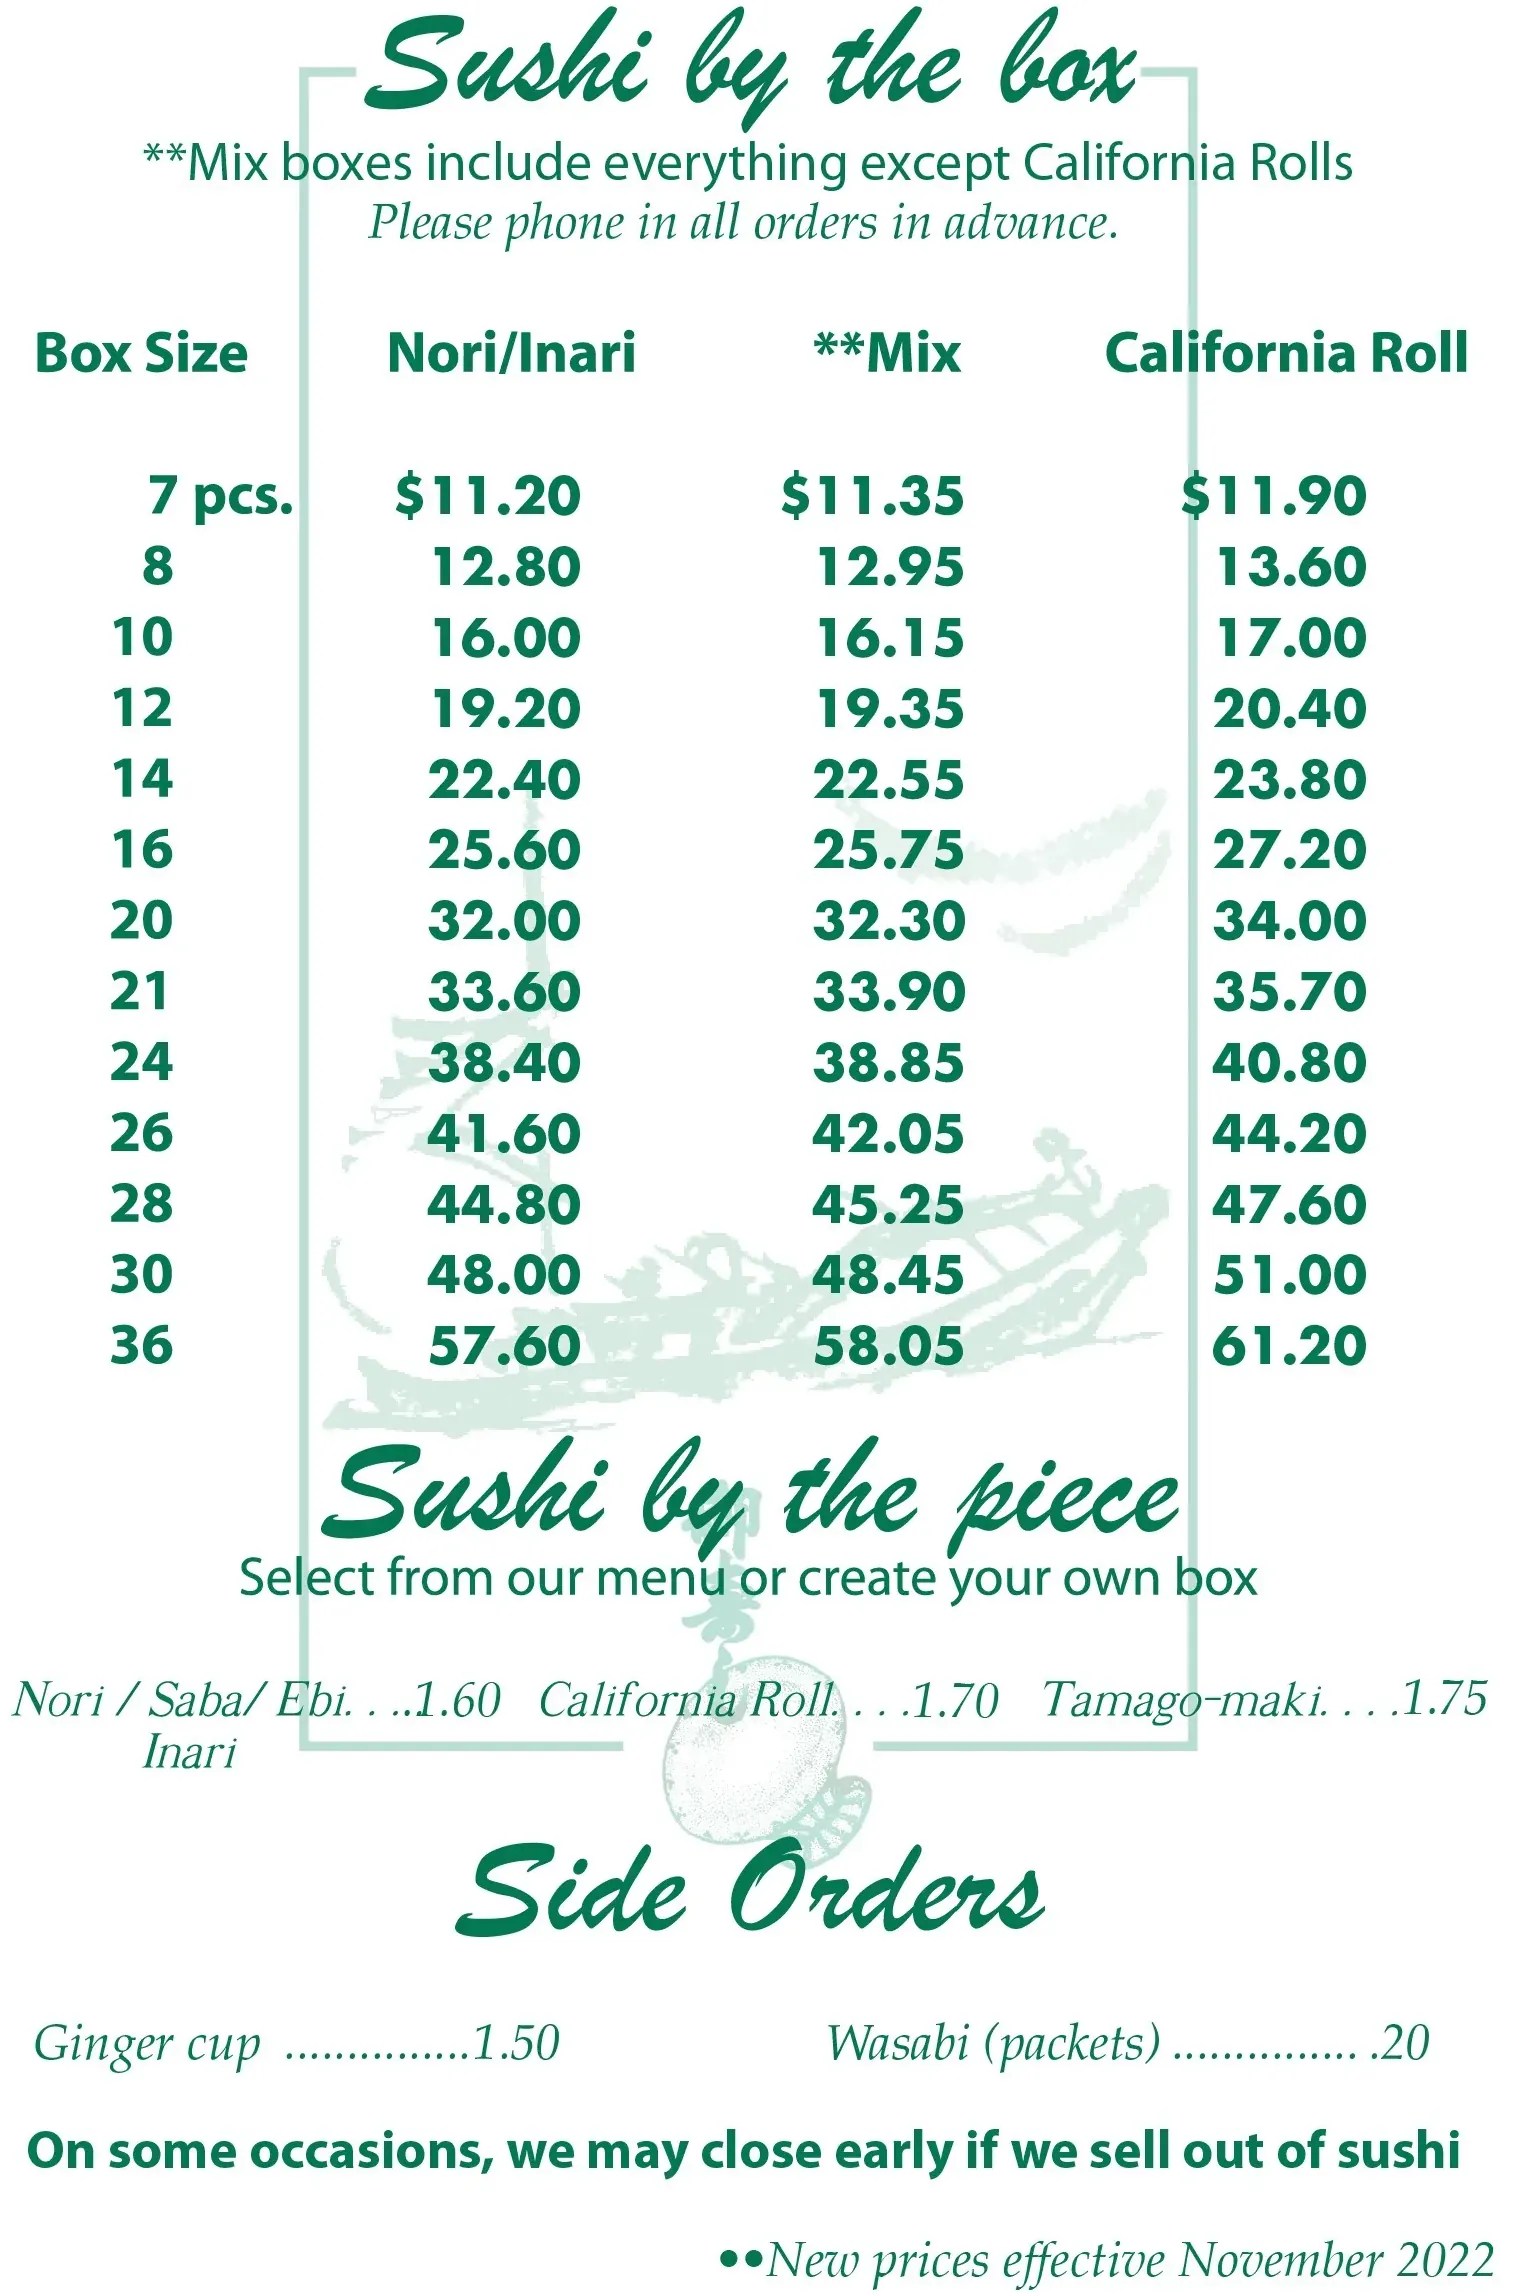 Sushi by the box
**Mix boxes include everything except California Rolls
Please phone in all orders in advance.
Box Size Nori/Inari **Mix California Roll
7 pcs. $11.20 $11.35 $11.90
8 12.80 12.95 13.60
10 16.00 16.15 17.00
12 19.20 19.35 20.40
14 22.40 22.55 23.80
16 25.60 25.75 27.20
20 32.00 32.30 34.00
21 33.60 33.90 35.70
24 38.40 38.85 40.80
26 41.60 42.05 44.20
28 44.80 45.25 47.60
30 48.00 48.45 51.00
36 57.60 58.05 61.20
Sushi by the piece
Select from our menu or create your own box
Nori / Saba/ Ebi. . ...1.60 California Roll. . . .1.70 Tamago-maki. . . .1.75
Inari
Side Orders
Ginger cup ...............1.50 Wasabi (packets) ............... .20
On some occasions, we may close early if we sell out of sushi
••New prices effective November 2022